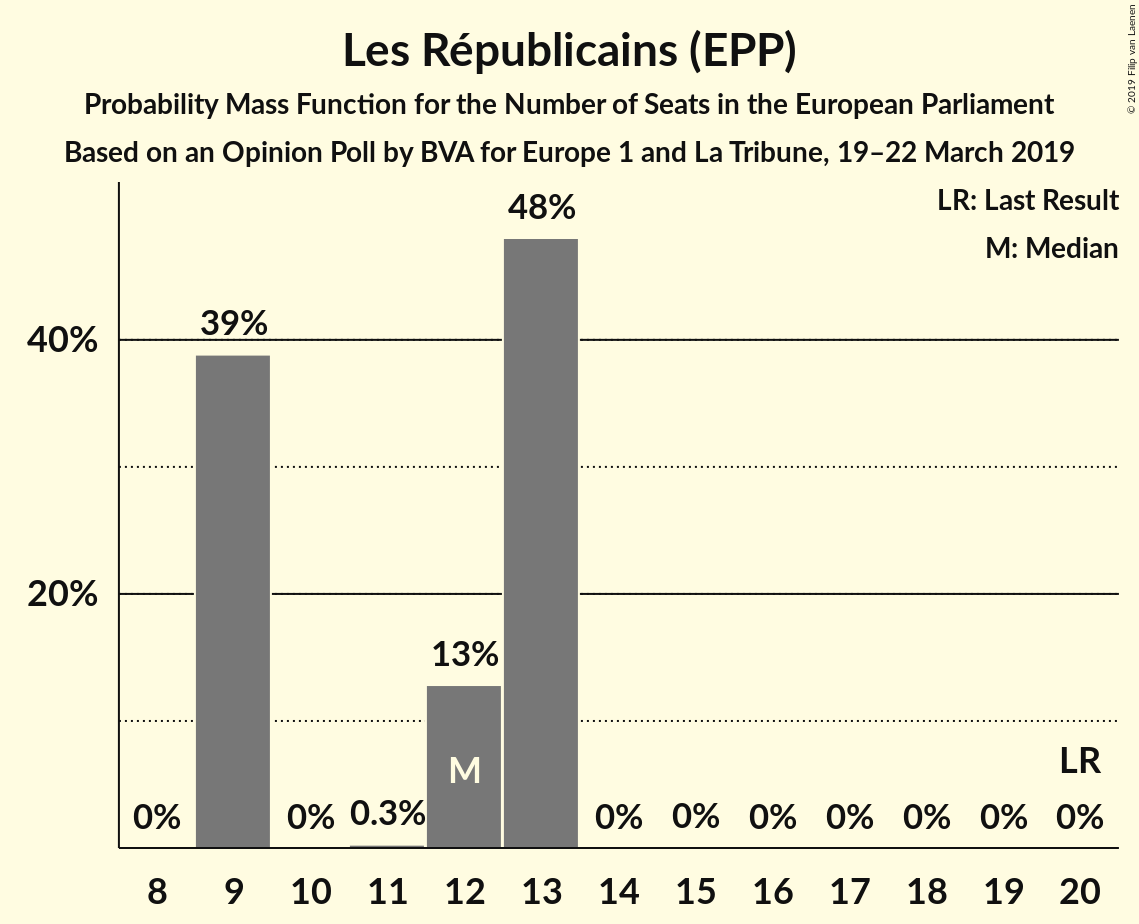 Les Républicains (EPP)
Probability Mass Function for the Number of Seats in the European Parliament
Based on an Opinion Poll by BVA for Europe 1 and La Tribune, 19–22 March 2019
© 2019 Filip van Laenen
LR: Last Result
M: Median
48%
39%
40%
20%
13%
M
LR
0% 0% 0.3% 0% 0% 0% 0% 0% 0% 0%
8 9 10 11 12 13 14 15 16 17 18 19 20